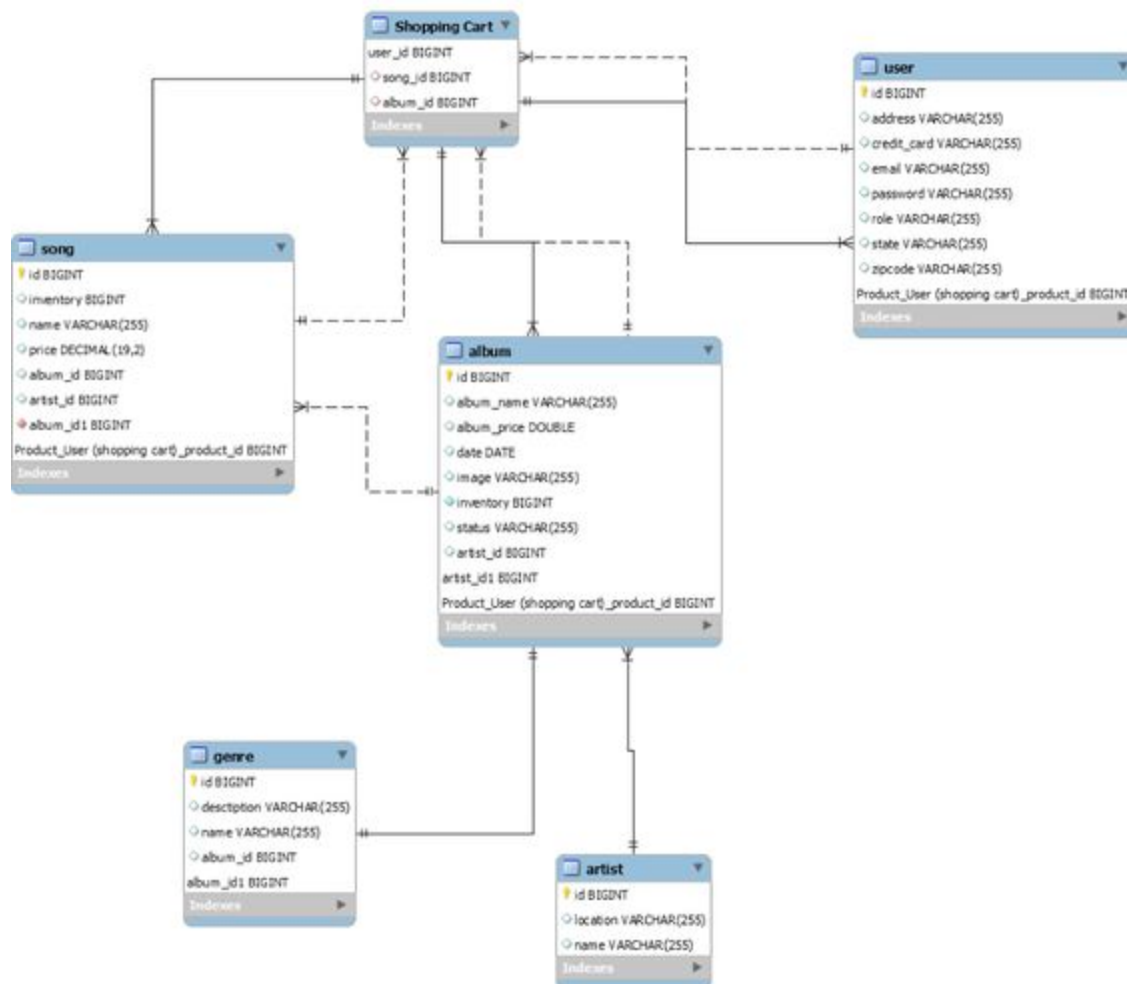 Shopping Cart
user_id BIGINT
song_id BIGINT
album_id BIGINT
Indexes
user
id BIGINT
address VARCHAR(255)
credit_card VARCHAR(255)
email VARCHAR(255)
password VARCHAR(255)
role VARCHAR(255)
state VARCHAR(255)
zipcode VARCHAR(255)
Product_User (shopping cart)_product_id BIGINT
Indexes
song
id BIGINT
inventory BIGINT
name VARCHAR(255)
price DECIMAL(19,2)
album_id BIGINT
artist_id BIGINT
album_id1 BIGINT
Product_User (shopping cart)_product_id BIGINT
Indexes
album
id BIGINT
album_name VARCHAR(255)
album_price DOUBLE
date DATE
image VARCHAR(255)
inventory BIGINT
status VARCHAR(255)
artist_id BIGINT
artist_id1 BIGINT
Product_User (shopping cart)_product_id BIGINT
Indexes
genre
id BIGINT
desctiption VARCHAR(255)
name VARCHAR(255)
album_id BIGINT
album_id1 BIGINT
Indexes
artist
id BIGINT
location VARCHAR(255)
name VARCHAR(255)
Indexes